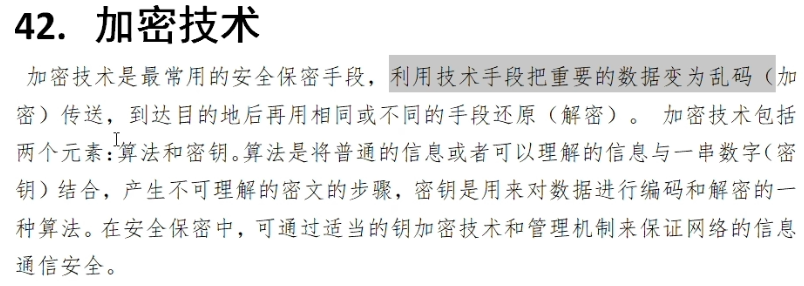 42. 加密技术
加密技术是最常用的安全保密手段，利用技术手段把重要的数据变为乱码（加
密）传送，到达目的地后再用相同或不同的手段还原（解密）。 加密技术包括
两个元素：算法和密钥。算法是将普通的信息或者可以理解的信息与一串数字（密
钥）结合，产生不可理解的密文的步骤，密钥是用来对数据进行编码和解密的一
种算法。在安全保密中，可通过适当的钥加密技术和管理机制来保证网络的信息
通信安全。